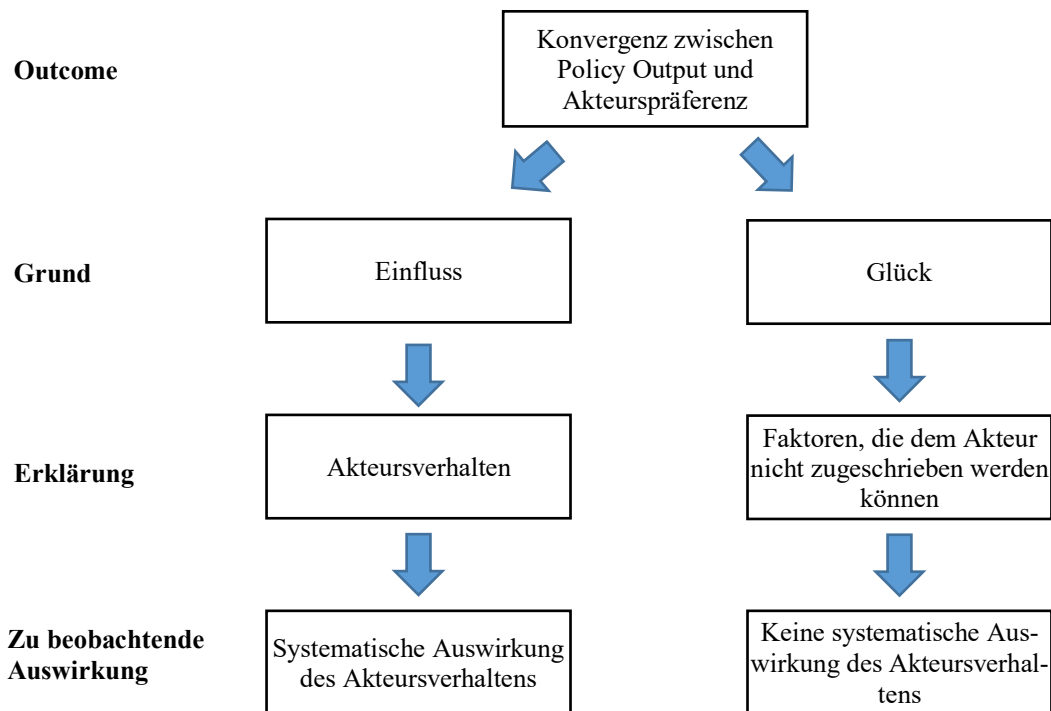 Outcome
Konvergenz zwischen
Policy Output und
Akteurspräferenz
Grund
Einfluss
Glück
Erklärung
Akteursverhalten
Faktoren, die dem Akteur
nicht zugeschrieben werden
können
Zu beobachtende
Auswirkung
Systematische Auswirkung
des Akteursverhaltens
Keine systematische Aus-
wirkung des Akteursverhal-
tens